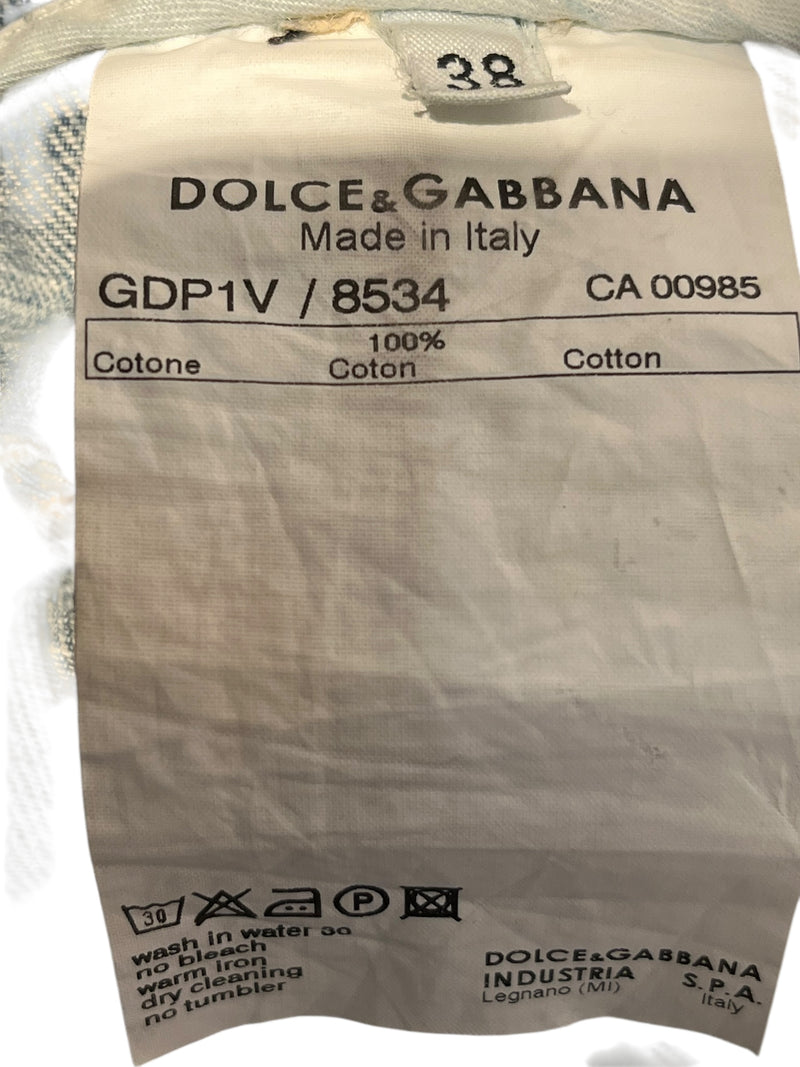 38
DOLCE&GABBANA
Made in Italy
GDP1V / 8534 CA 00985
100%
Cotone Coton Cotton
30 P
wash in water 30
no bleach
warm iron
dry cleaning
no tumbler
DOLCE&GABBANA
INDUSTRIA S.P.A.
Legnano (MI) Italy